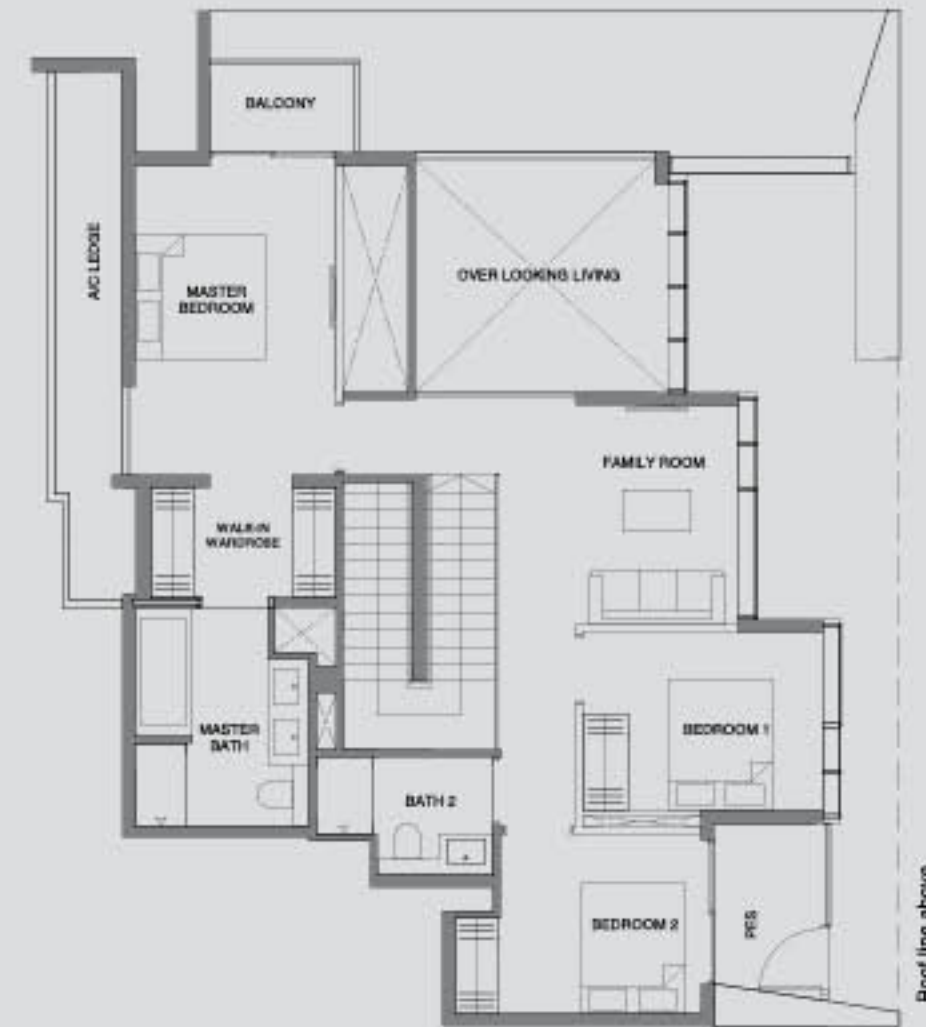 BALCONY
A/C LEDGE
MASTER
BEDROOM
OVER LOOKING LIVING
FAMILY ROOM
WALK-IN
WARDROBE
MASTER
BATH
BEDROOM 1
BATH 2
BEDROOM 2
PES
Roof line above